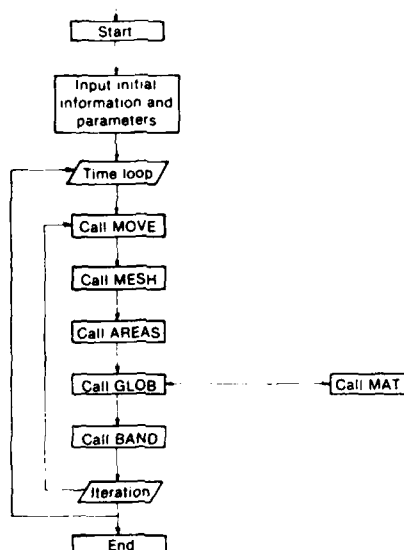 Start
Input initial
information and
parameters
Time loop
Call MOVE
Call MESH
Call AREAS
Call GLOB
Call MAT
Call BAND
Iteration
End